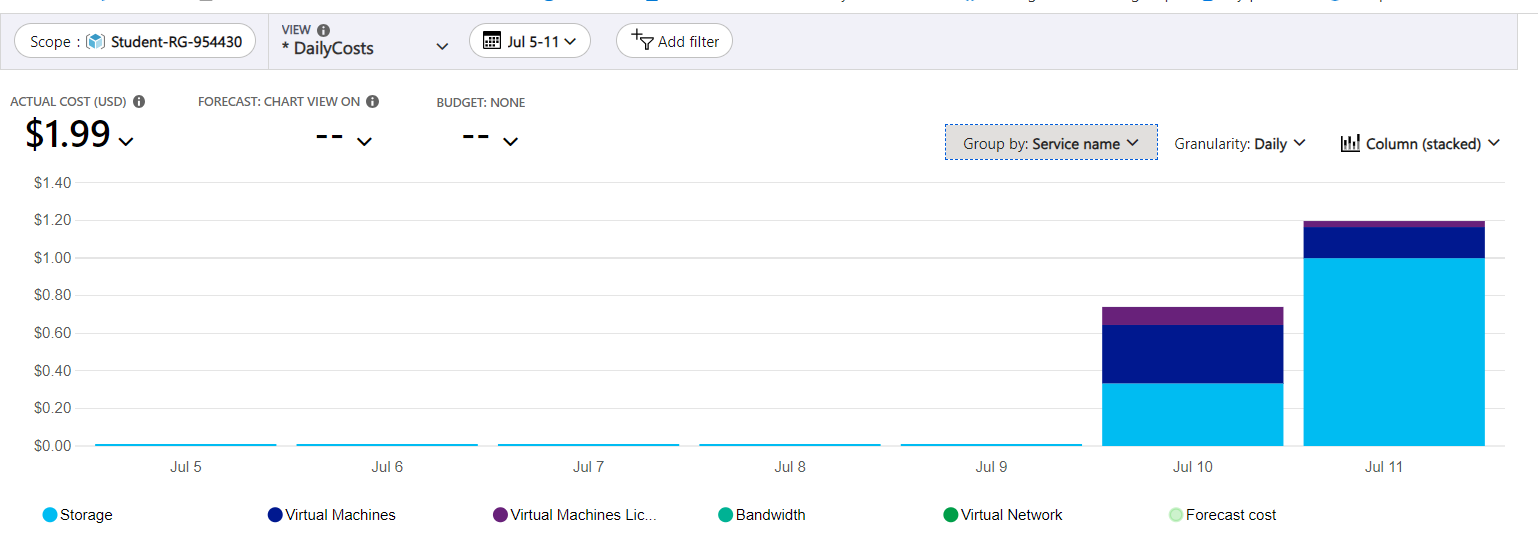 Scope : Student-RG-954430
VIEW
* DailyCosts
Jul 5-11
Add filter
ACTUAL COST (USD)
$1.99
FORECAST: CHART VIEW ON
--
BUDGET: NONE
--
Group by: Service name
Granularity: Daily
Column (stacked)
$1.40
$1.20
$1.00
$0.80
$0.60
$0.40
$0.20
$0.00
Jul 5 Jul 6 Jul 7 Jul 8 Jul 9 Jul 10 Jul 11
Storage Virtual Machines Virtual Machines Lic... Bandwidth Virtual Network Forecast cost